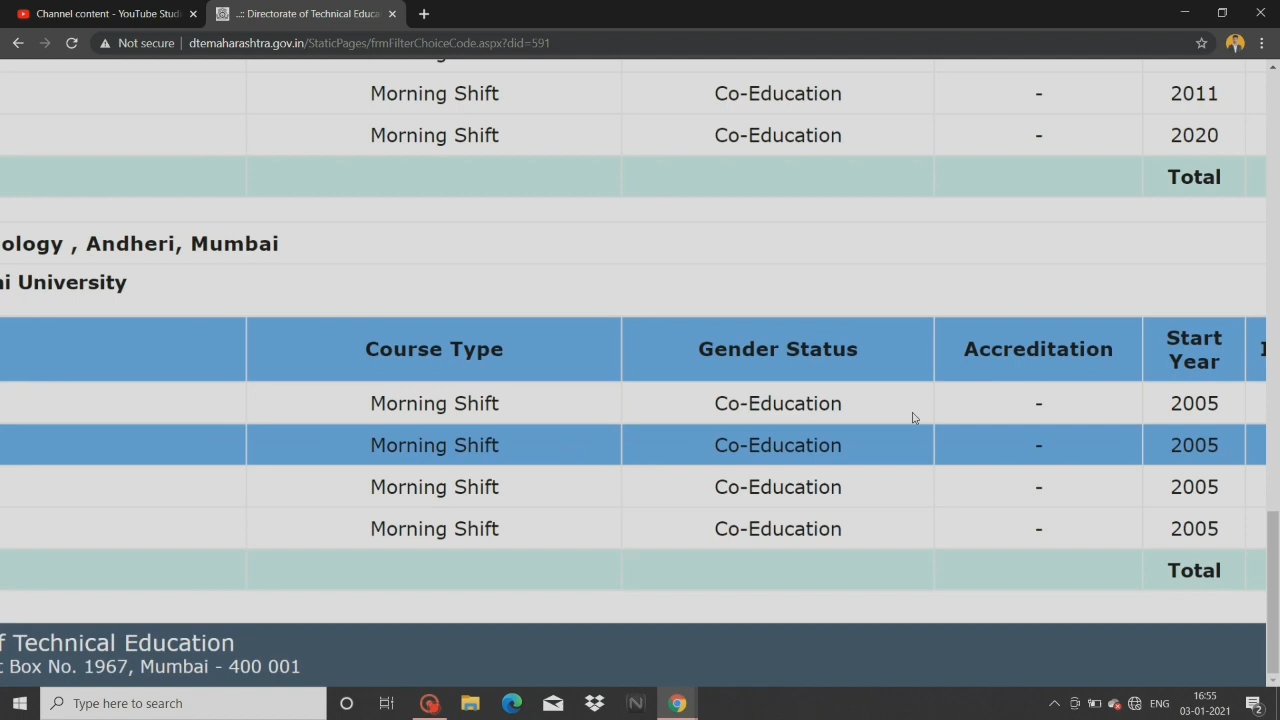 Channel content - YouTube Stud
..:: Directorate of Technical Educa
Not secure
dtemaharashtra.gov.in/StaticPages/frmFilterChoiceCode.aspx?did=591
Morning Shift Co-Education - 2011
Morning Shift Co-Education - 2020
Total
ology , Andheri, Mumbai
ai University
Course Type Gender Status Accreditation Start Year
Morning Shift Co-Education - 2005
Morning Shift Co-Education - 2005
Morning Shift Co-Education - 2005
Morning Shift Co-Education - 2005
Total
f Technical Education
t Box No. 1967, Mumbai - 400 001
Type here to search
ENG
16:55
03-01-2021
2